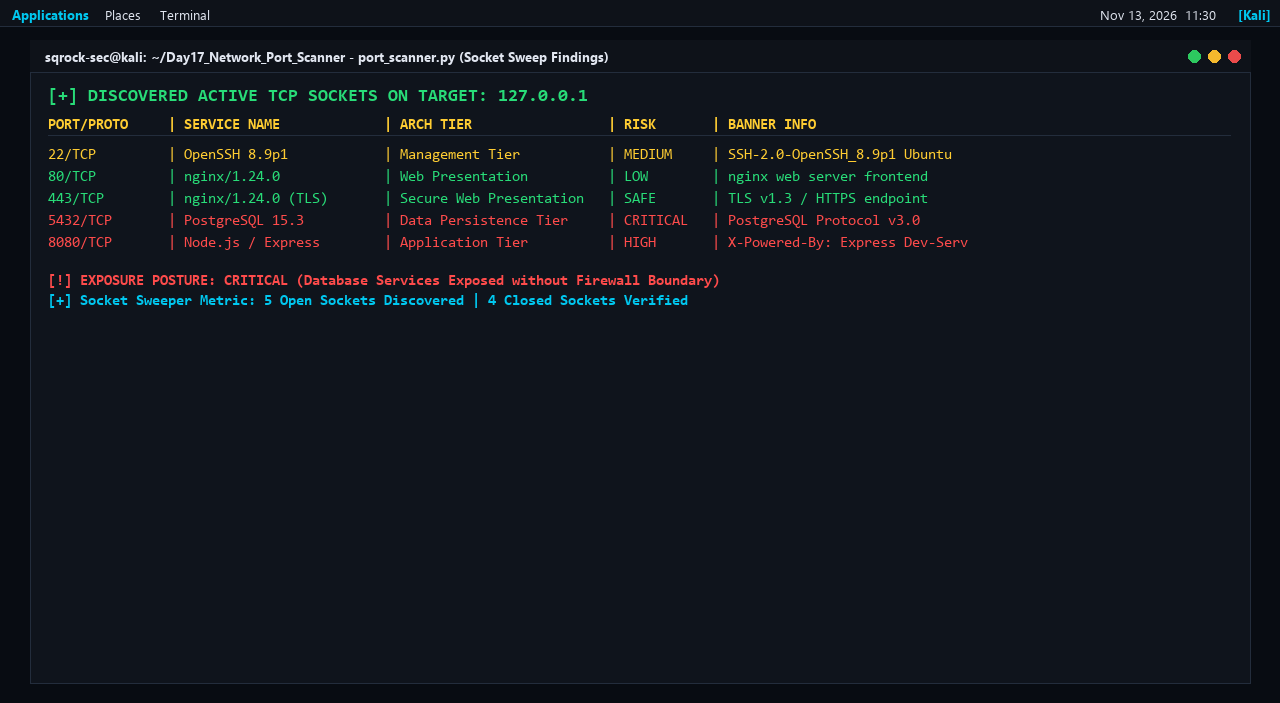 Applications Places Terminal Nov 13, 2026 11:30 [Kali]
sqrock-sec@kali: ~/Day17_Network_Port_Scanner - port_scanner.py (Socket Sweep Findings)
[+] DISCOVERED ACTIVE TCP SOCKETS ON TARGET: 127.0.0.1
PORT/PROTO | SERVICE NAME | ARCH TIER | RISK | BANNER INFO
22/TCP | OpenSSH 8.9p1 | Management Tier | MEDIUM | SSH-2.0-OpenSSH_8.9p1 Ubuntu
80/TCP | nginx/1.24.0 | Web Presentation | LOW | nginx web server frontend
443/TCP | nginx/1.24.0 (TLS) | Secure Web Presentation | SAFE | TLS v1.3 / HTTPS endpoint
5432/TCP | PostgreSQL 15.3 | Data Persistence Tier | CRITICAL | PostgreSQL Protocol v3.0
8080/TCP | Node.js / Express | Application Tier | HIGH | X-Powered-By: Express Dev-Serv
[!] EXPOSURE POSTURE: CRITICAL (Database Services Exposed without Firewall Boundary)
[+] Socket Sweeper Metric: 5 Open Sockets Discovered | 4 Closed Sockets Verified